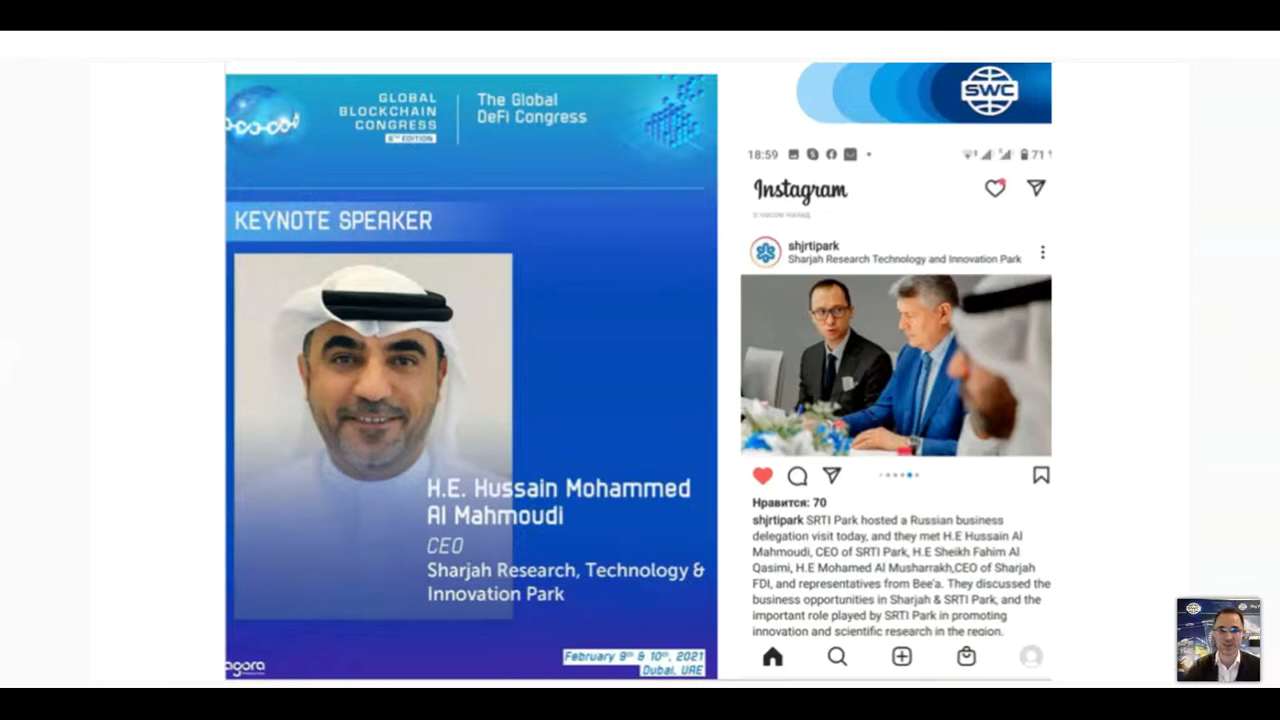 GLOBAL
BLOCKCHAIN
CONGRESS
6TH EDITION
The Global
DeFi Congress
KEYNOTE SPEAKER
H.E. Hussain Mohammed
Al Mahmoudi
CEO
Sharjah Research, Technology &
Innovation Park
agora
February 9th & 10th, 2021
Dubai, UAE
SWC
18:59
71
Instagram
shjrtipark
Sharjah Research Technology and Innovation Park
Нравится: 70
shjrtipark SRTI Park hosted a Russian business
delegation visit today, and they met H.E Hussain Al
Mahmoudi, CEO of SRTI Park, H.E Sheikh Fahim Al
Qasimi, H.E Mohamed Al Musharrakh,CEO of Sharjah
FDI, and representatives from Bee'a. They discussed the
business opportunities in Sharjah & SRTI Park, and the
important role played by SRTI Park in promoting
innovation and scientific research in the region.